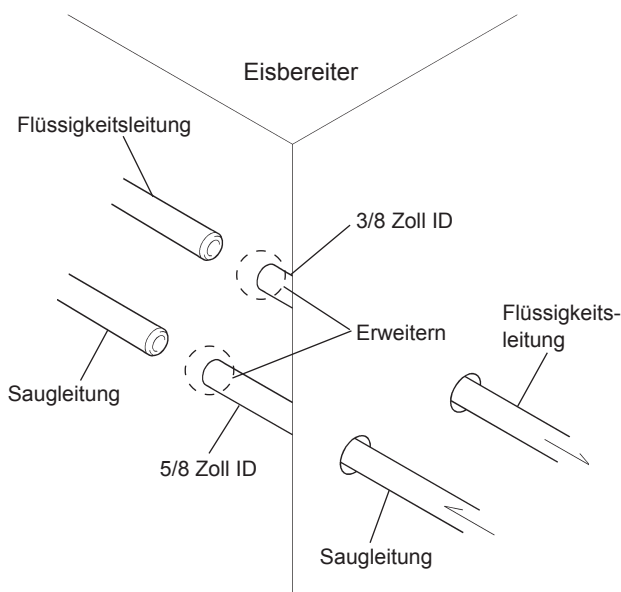 Eisbereiter
Flüssigkeitsleitung
3/8 Zoll ID
Flüssigkeits-
leitung
Erweitern
Saugleitung
5/8 Zoll ID
Saugleitung